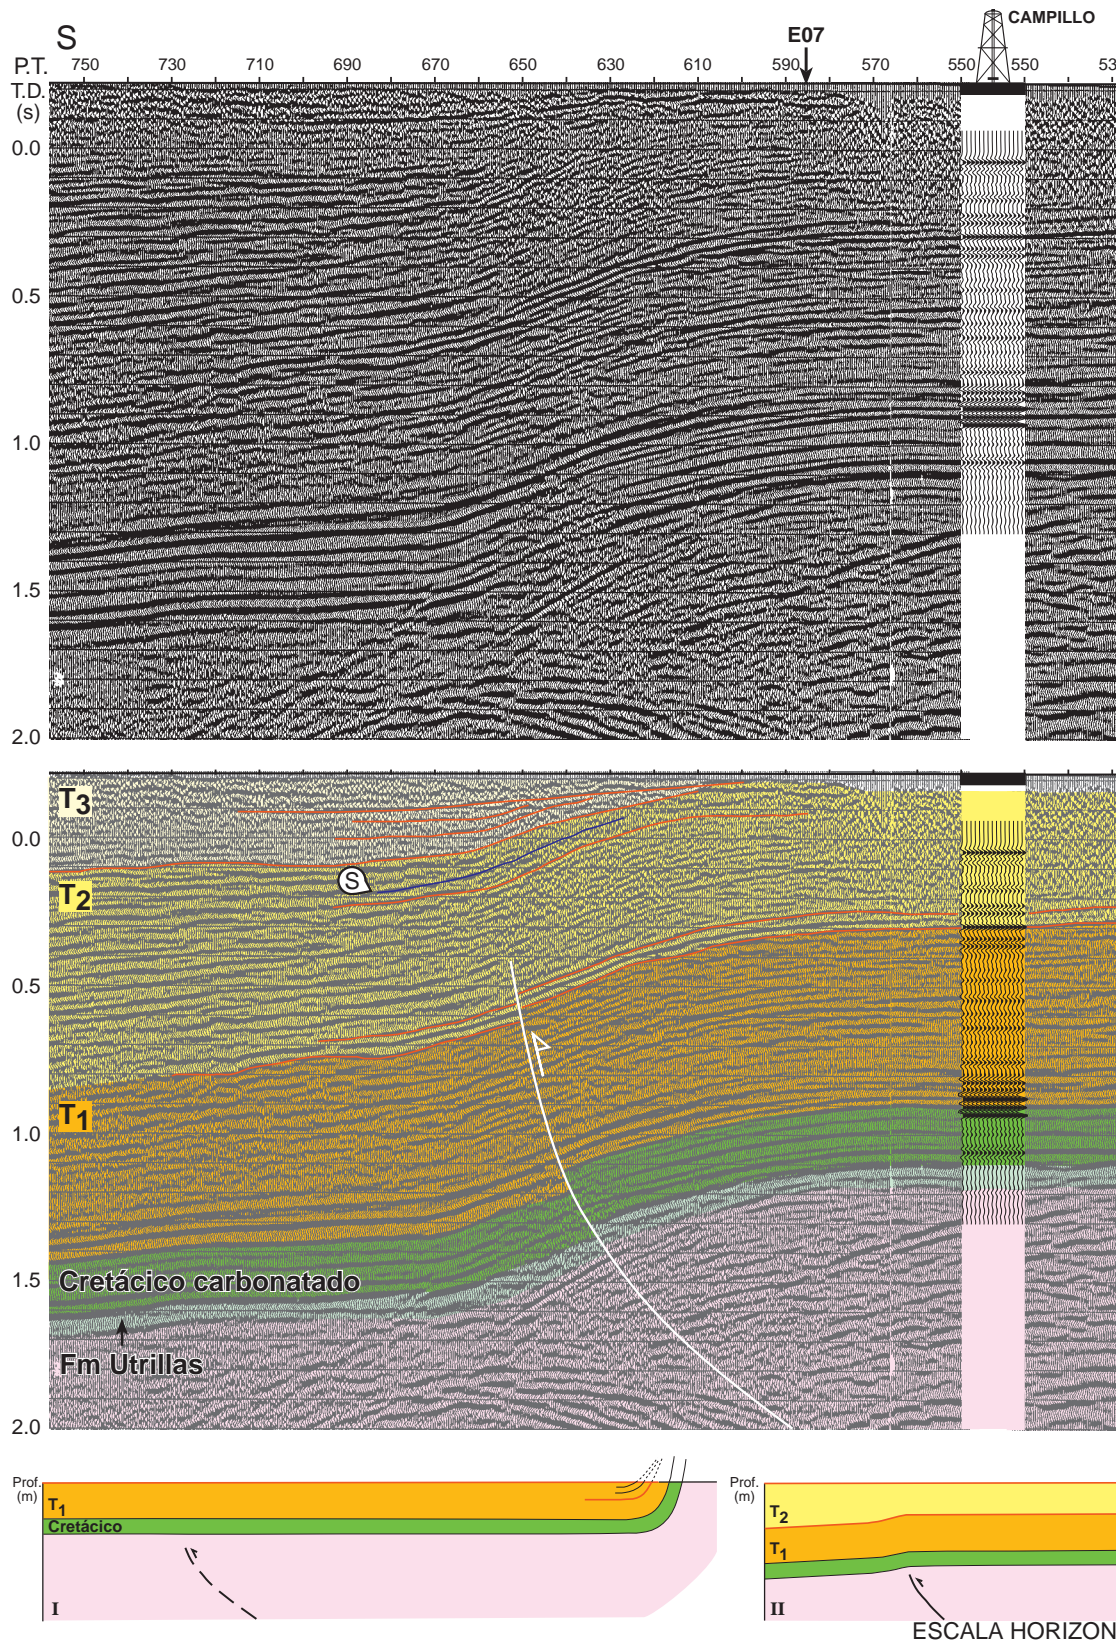 S
E07
CAMPILLO
P.T. 750 730 710 690 670 650 630 610 590 570 550 550 53
T.D.
(s)
0.0
0.5
1.0
1.5
2.0
T3
0.0
S
T2
0.5
T1
1.0
Cretácico carbonatado
1.5
Fm Utrillas
2.0
Prof.
(m)
T1
Cretácico
I
Prof.
(m)
T2
T1
II
ESCALA HORIZON